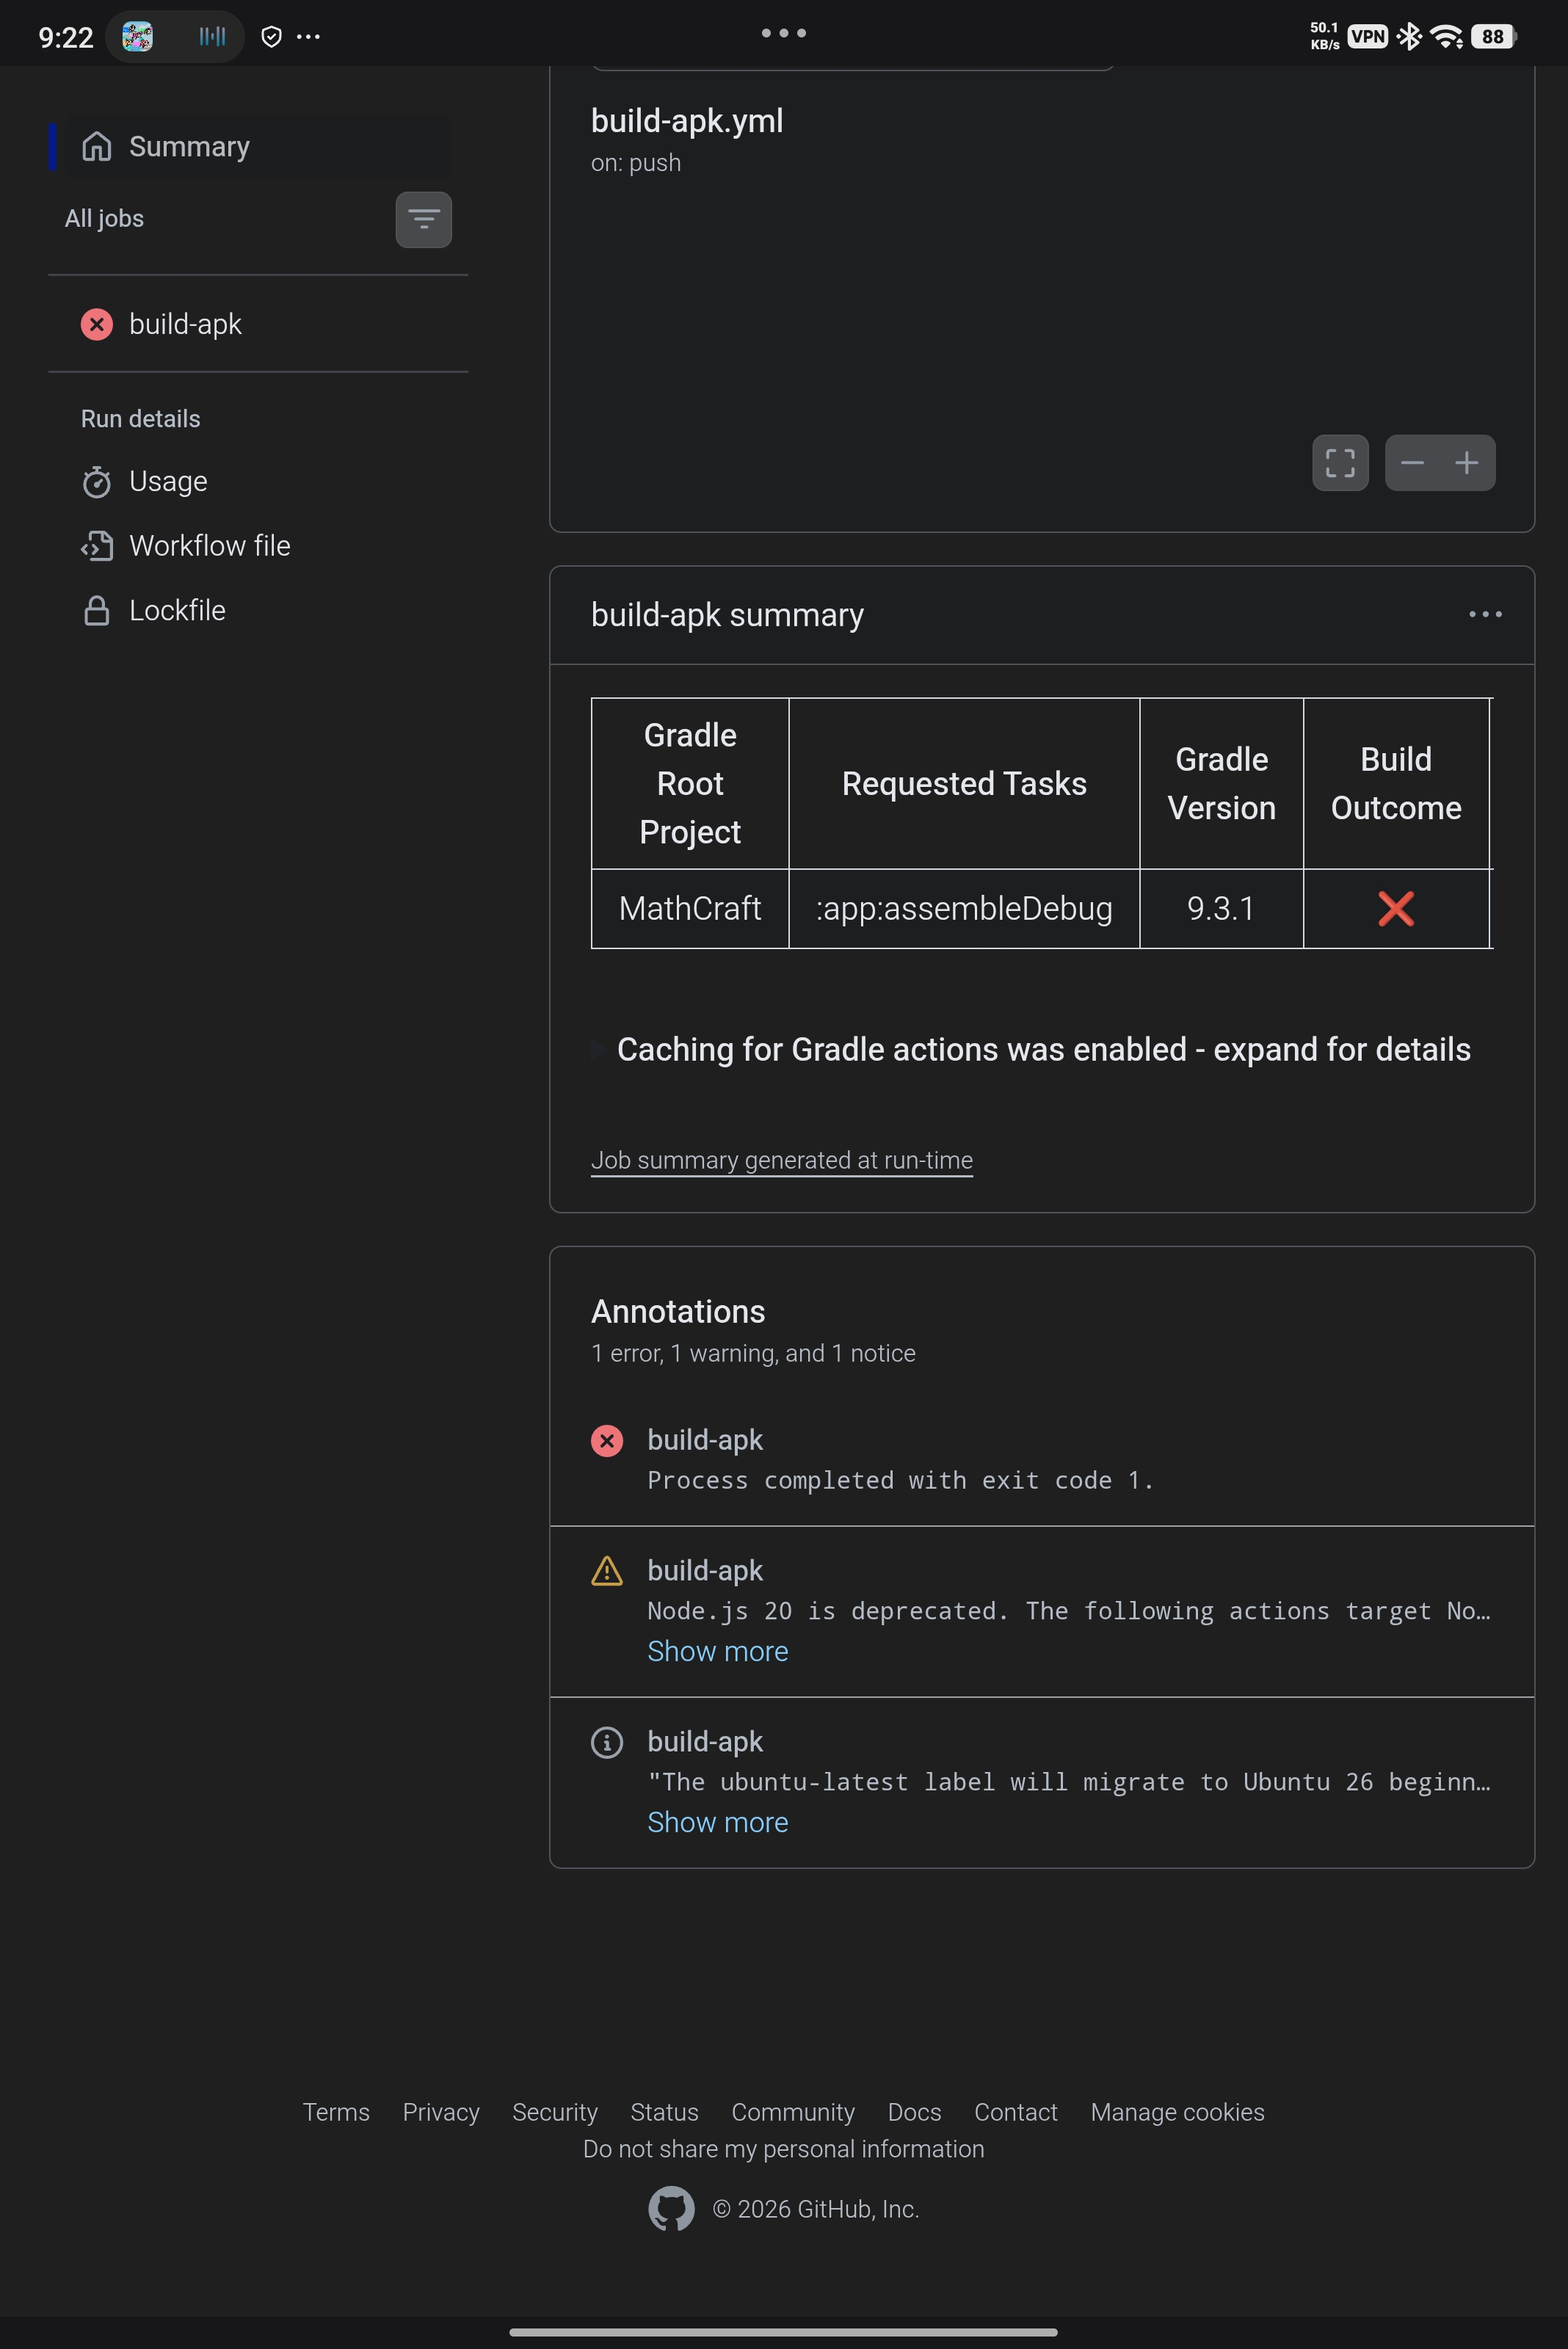 9:22
50.1
KB/s
VPN
88
Summary
All jobs
build-apk
Run details
Usage
Workflow file
Lockfile
build-apk.yml
on: push
build-apk summary
Gradle Root Project
Requested Tasks
Gradle Version
Build Outcome
MathCraft
:app:assembleDebug
9.3.1
Caching for Gradle actions was enabled - expand for details
Job summary generated at run-time
Annotations
1 error, 1 warning, and 1 notice
build-apk
Process completed with exit code 1.
build-apk
Node.js 20 is deprecated. The following actions target No…
Show more
build-apk
"The ubuntu-latest label will migrate to Ubuntu 26 beginn…
Show more
Terms Privacy Security Status Community Docs Contact Manage cookies
Do not share my personal information
© 2026 GitHub, Inc.